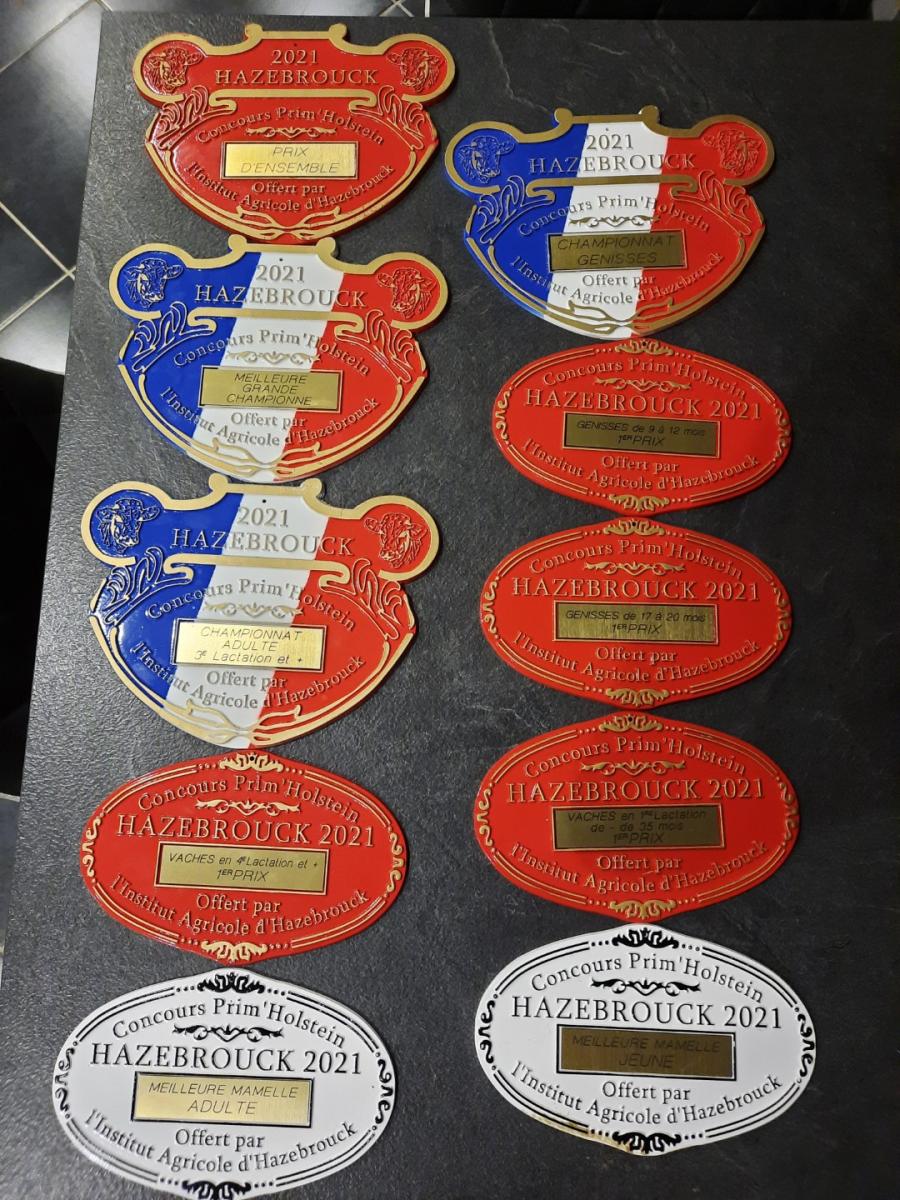 2021
HAZEBROUCK
Concours Prim'Holstein
PRIX
D'ENSEMBLE
Offert par
l'Institut Agricole d'Hazebrouck
2021
HAZEBROUCK
Concours Prim'Holstein
MEILLEURE
GRANDE
CHAMPIONNE
Offert par
l'Institut Agricole d'Hazebrouck
2021
HAZEBROUCK
Concours Prim'Holstein
CHAMPIONNAT
ADULTE
3e Lactation et +
Offert par
l'Institut Agricole d'Hazebrouck
Concours Prim'Holstein
HAZEBROUCK 2021
VACHES en 4e Lactation et +
1ER PRIX
Offert par
l'Institut Agricole d'Hazebrouck
Concours Prim'Holstein
HAZEBROUCK 2021
MEILLEURE MAMELLE
ADULTE
Offert par
l'Institut Agricole d'Hazebrouck
2021
HAZEBROUCK
Concours Prim'Holstein
CHAMPIONNAT
GENISSES
Offert par
l'Institut Agricole d'Hazebrouck
Concours Prim'Holstein
HAZEBROUCK 2021
GENISSES de 9 à 12 mois
1ER PRIX
Offert par
l'Institut Agricole d'Hazebrouck
Concours Prim'Holstein
HAZEBROUCK 2021
GENISSES de 17 à 20 mois
1ER PRIX
Offert par
l'Institut Agricole d'Hazebrouck
Concours Prim'Holstein
HAZEBROUCK 2021
VACHES en 1re Lactation
de - de 35 mois
1ER PRIX
Offert par
l'Institut Agricole d'Hazebrouck
Concours Prim'Holstein
HAZEBROUCK 2021
MEILLEURE MAMELLE
JEUNE
Offert par
l'Institut Agricole d'Hazebrouck